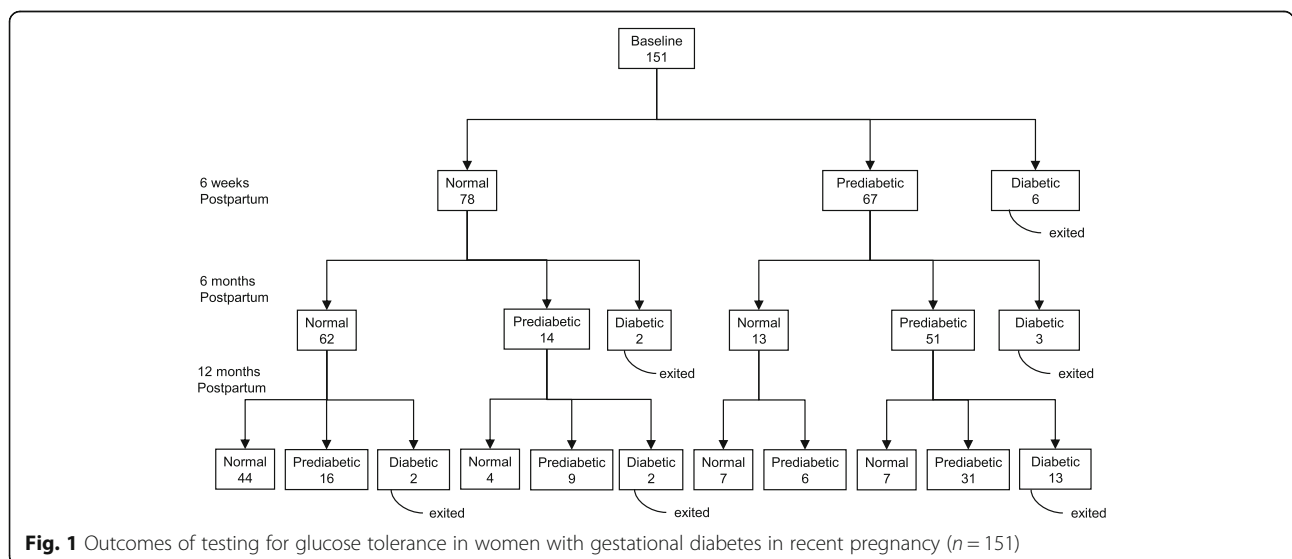 Baseline
151
6 weeks
Postpartum
Normal
78
Prediabetic
67
Diabetic
6
exited
6 months
Postpartum
Normal
62
Prediabetic
14
Diabetic
2
exited
Normal
13
Prediabetic
51
Diabetic
3
exited
12 months
Postpartum
Normal
44
Prediabetic
16
Diabetic
2
exited
Normal
4
Prediabetic
9
Diabetic
2
exited
Normal
7
Prediabetic
6
Normal
7
Prediabetic
31
Diabetic
13
exited
Fig. 1 Outcomes of testing for glucose tolerance in women with gestational diabetes in recent pregnancy (n = 151)